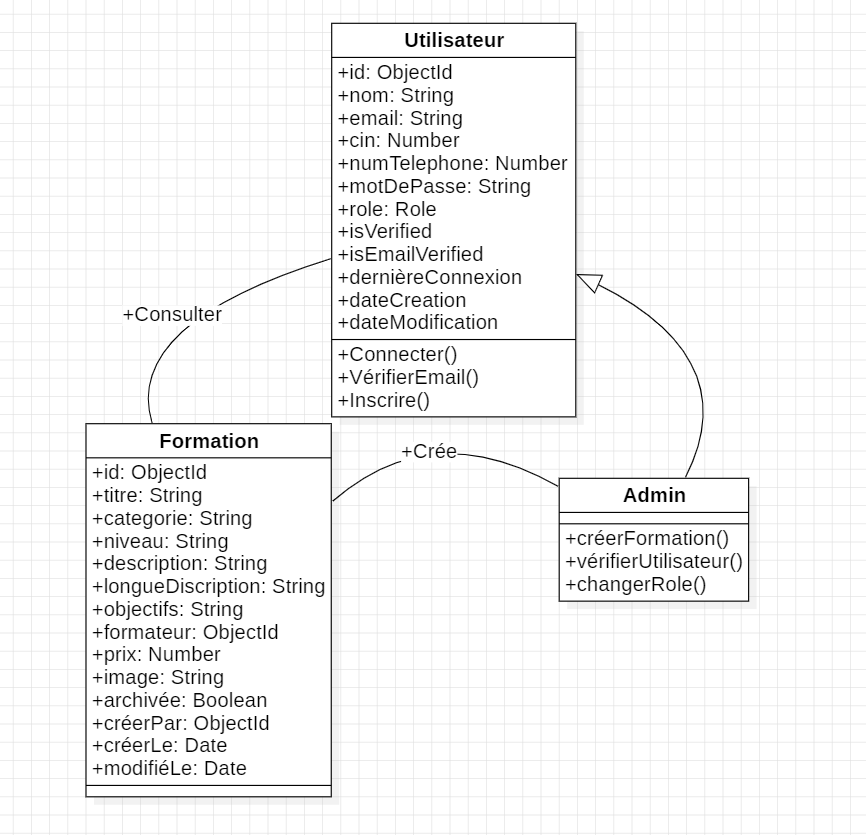 Utilisateur
+id: ObjectId
+nom: String
+email: String
+cin: Number
+numTelephone: Number
+motDePasse: String
+role: Role
+isVerified
+isEmailVerified
+dernièreConnexion
+dateCreation
+dateModification
+Connecter()
+VérifierEmail()
+Inscrire()
+Consulter
Formation
+id: ObjectId
+titre: String
+categorie: String
+niveau: String
+description: String
+longueDiscription: String
+objectifs: String
+formateur: ObjectId
+prix: Number
+image: String
+archivée: Boolean
+créerPar: ObjectId
+créerLe: Date
+modifiéLe: Date
+Crée
Admin
+créerFormation()
+vérifierUtilisateur()
+changerRole()